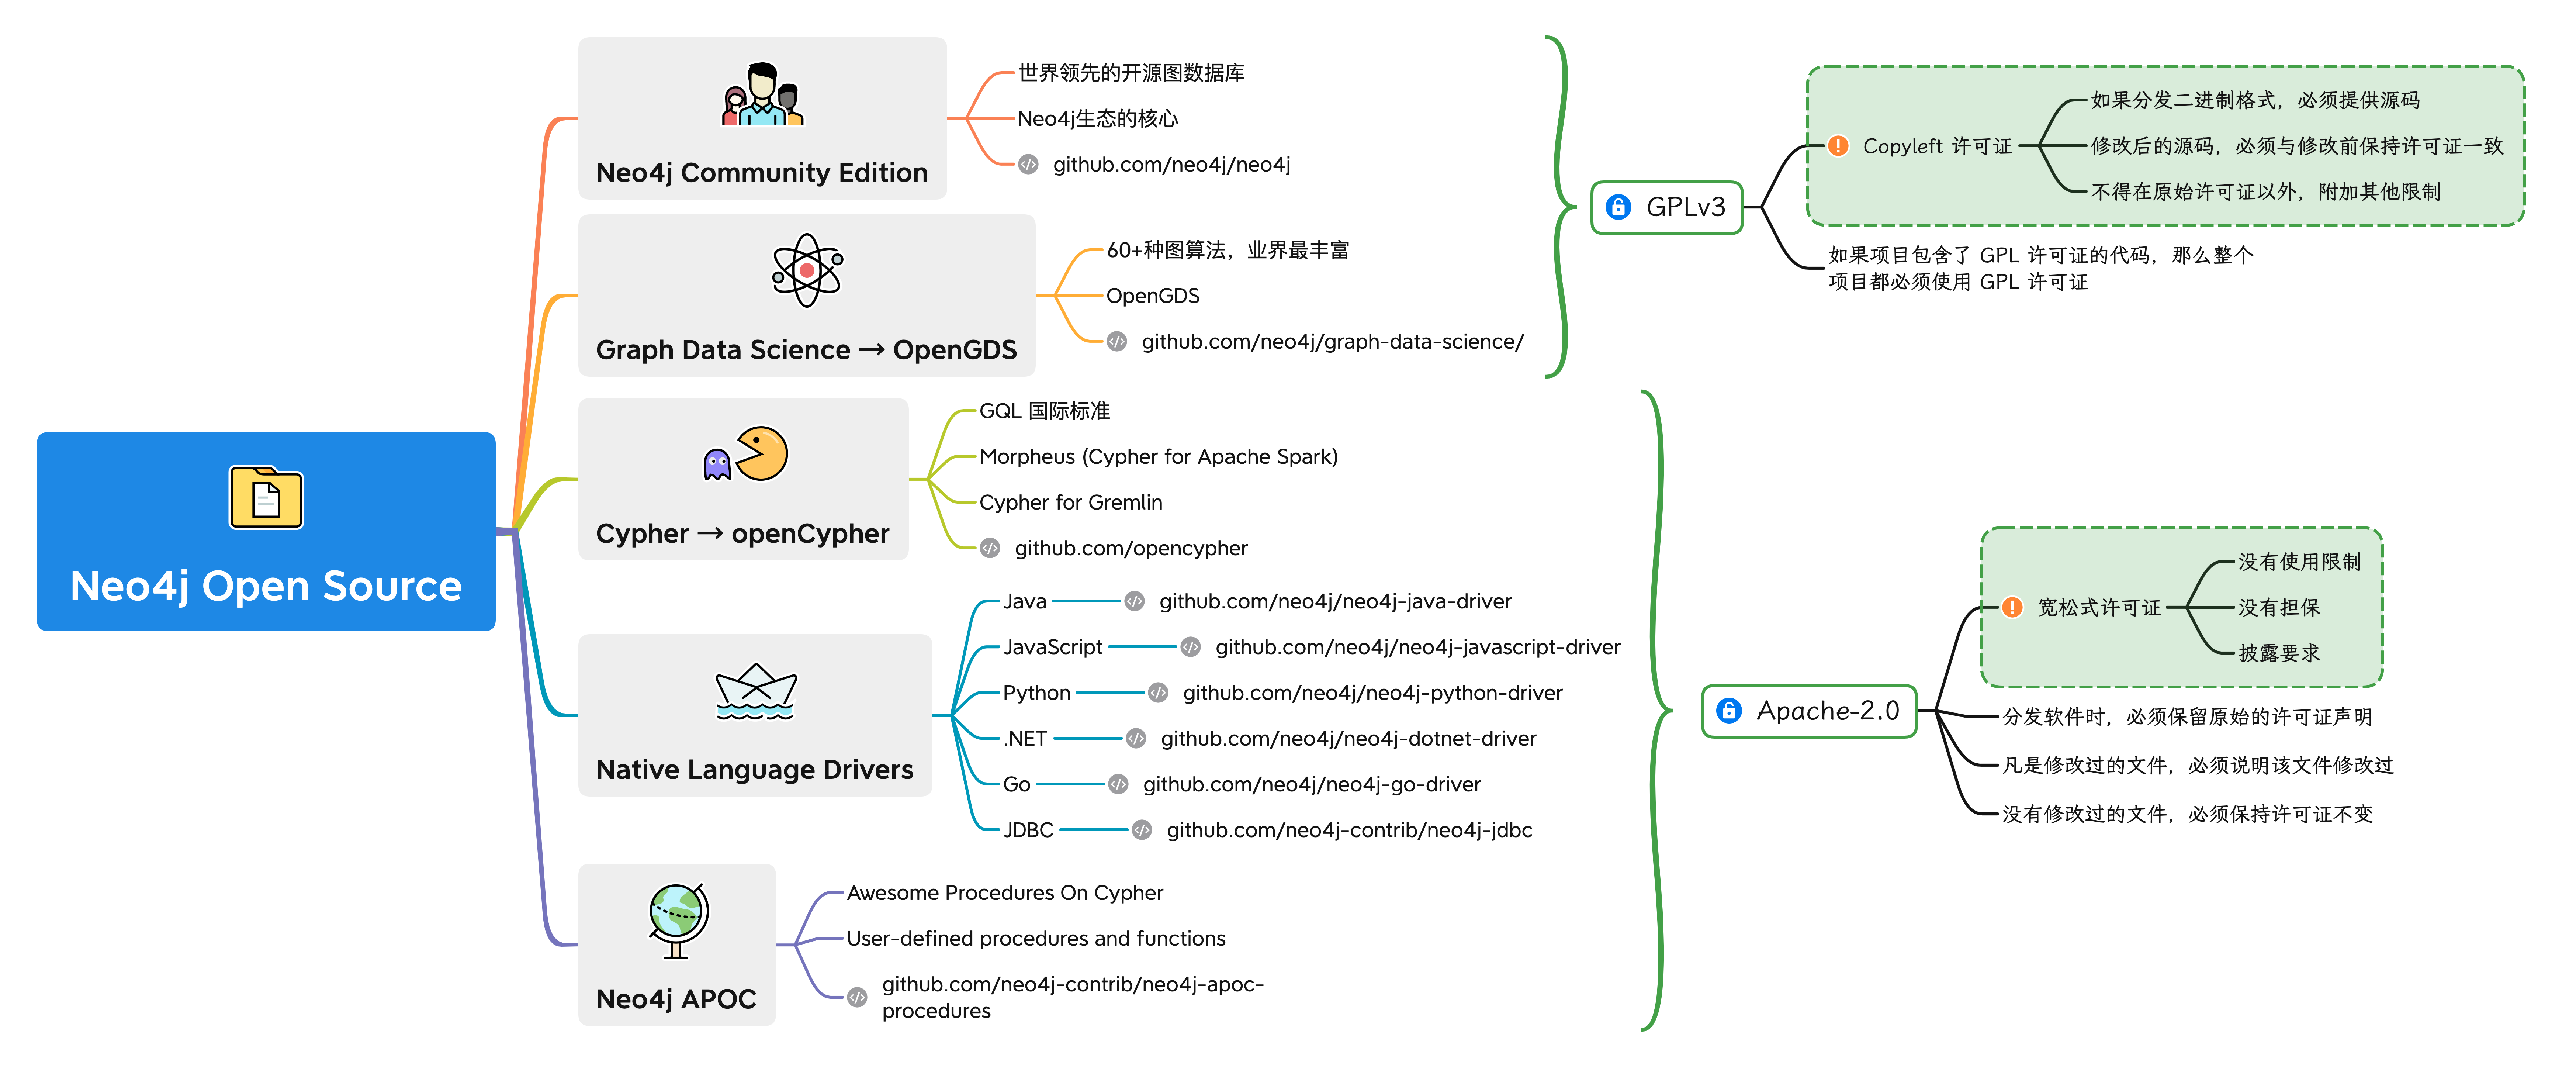 Neo4j Open Source
Neo4j Community Edition
世界领先的开源图数据库
Neo4j生态的核心
github.com/neo4j/neo4j
Graph Data Science → OpenGDS
60+种图算法，业界最丰富
OpenGDS
github.com/neo4j/graph-data-science/
GPLv3
Copyleft 许可证
如果分发二进制格式，必须提供源码
修改后的源码，必须与修改前保持许可证一致
不得在原始许可证以外，附加其他限制
如果项目包含了 GPL 许可证的代码，那么整个
项目都必须使用 GPL 许可证
Cypher → openCypher
GQL 国际标准
Morpheus (Cypher for Apache Spark)
Cypher for Gremlin
github.com/opencypher
Native Language Drivers
Java
github.com/neo4j/neo4j-java-driver
JavaScript
github.com/neo4j/neo4j-javascript-driver
Python
github.com/neo4j/neo4j-python-driver
.NET
github.com/neo4j/neo4j-dotnet-driver
Go
github.com/neo4j/neo4j-go-driver
JDBC
github.com/neo4j-contrib/neo4j-jdbc
Neo4j APOC
Awesome Procedures On Cypher
User-defined procedures and functions
github.com/neo4j-contrib/neo4j-apoc-
procedures
Apache-2.0
宽松式许可证
没有使用限制
没有担保
披露要求
分发软件时，必须保留原始的许可证声明
凡是修改过的文件，必须说明该文件修改过
没有修改过的文件，必须保持许可证不变